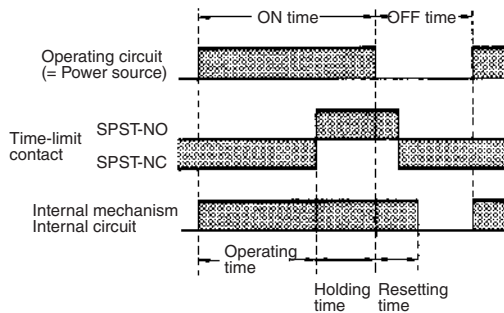 ON time
OFF time
Operating circuit
(= Power source)
Time-limit
contact
SPST-NO
SPST-NC
Internal mechanism
Internal circuit
Operating
time
Holding
time
Resetting
time